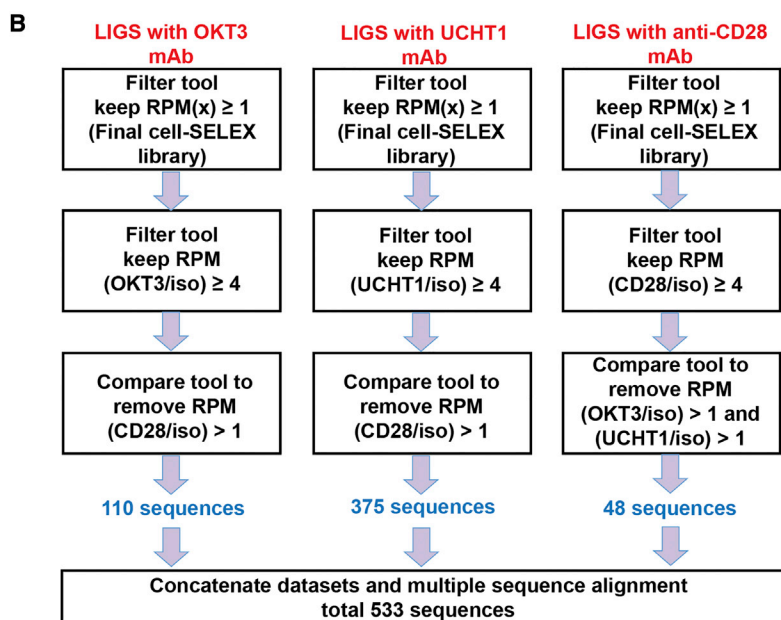 B
LIGS with OKT3
mAb
Filter tool
keep RPM(x) ≥ 1
(Final cell-SELEX
library)
Filter tool
keep RPM
(OKT3/iso) ≥ 4
Compare tool to
remove RPM
(CD28/iso) > 1
110 sequences
LIGS with UCHT1
mAb
Filter tool
keep RPM(x) ≥ 1
(Final cell-SELEX
library)
Filter tool
keep RPM
(UCHT1/iso) ≥ 4
Compare tool to
remove RPM
(CD28/iso) > 1
375 sequences
LIGS with anti-CD28
mAb
Filter tool
keep RPM(x) ≥ 1
(Final cell-SELEX
library)
Filter tool
keep RPM
(CD28/iso) ≥ 4
Compare tool to
remove RPM
(OKT3/iso) > 1 and
(UCHT1/iso) > 1
48 sequences
Concatenate datasets and multiple sequence alignment
total 533 sequences